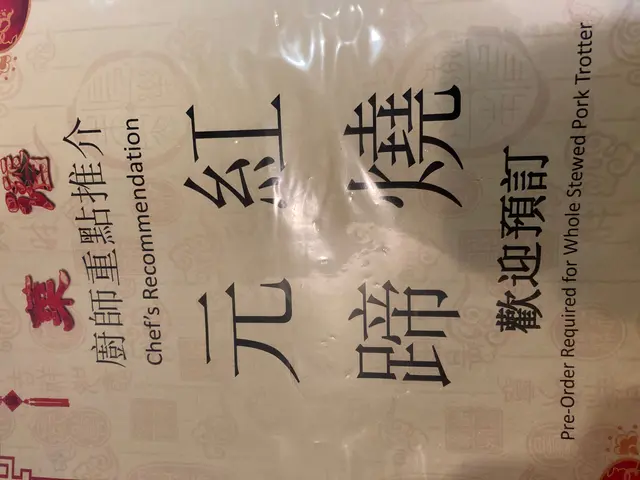 菜
廚師重點推介
Chef's Recommendation
紅燒
元蹄
歡迎預訂
Pre-Order Required for Whole Stewed Pork Trotter